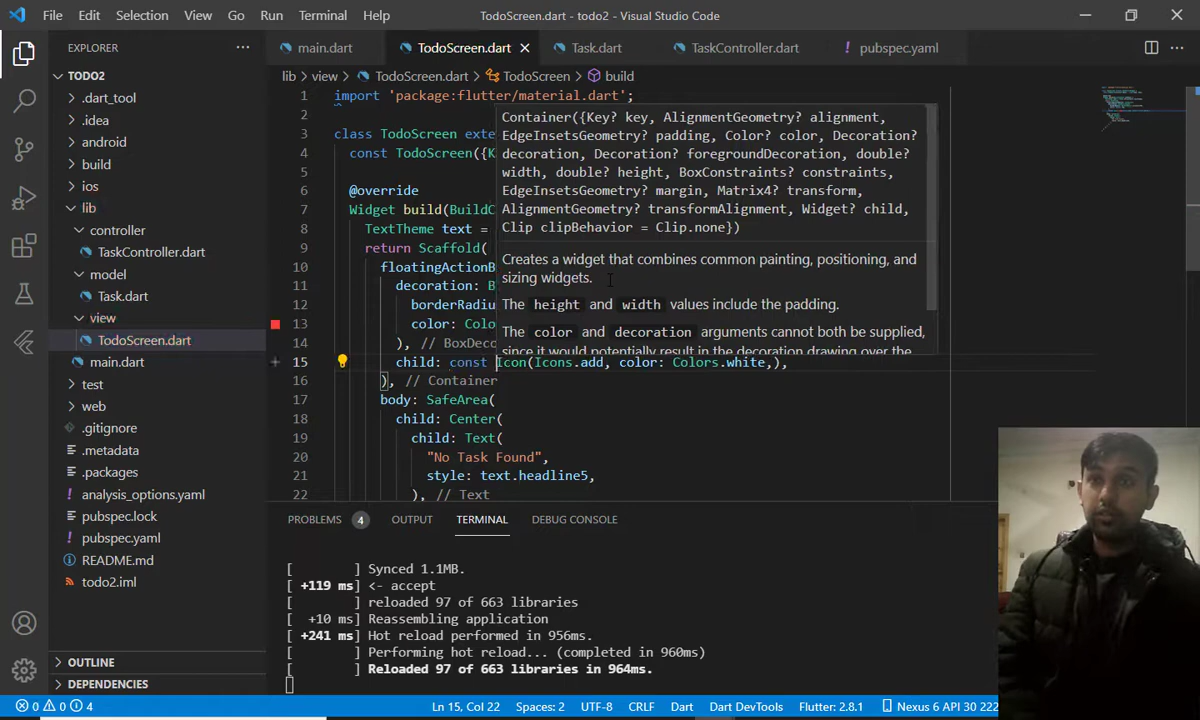 File Edit Selection View Go Run Terminal Help TodoScreen.dart - todo2 - Visual Studio Code
EXPLORER
main.dart TodoScreen.dart Task.dart TaskController.dart ! pubspec.yaml
TODO2
.dart_tool
.idea
android
build
ios
lib
controller
TaskController.dart
model
Task.dart
view
TodoScreen.dart
main.dart
test
web
.gitignore
.metadata
.packages
! analysis_options.yaml
pubspec.lock
! pubspec.yaml
README.md
todo2.iml
OUTLINE
DEPENDENCIES
lib > view > TodoScreen.dart > TodoScreen > build
1 import 'package:flutter/material.dart';
2
3 class TodoScreen exte
4 const TodoScreen({K
5
6 @override
7 Widget build(BuildC
8 TextTheme text =
9 return Scaffold(
10 floatingActionB
11 decoration: B
12 borderRadiu
13 color: Colo
14 ), // BoxDeco
15 child: const Icon(Icons.add, color: Colors.white,),
16 ), // Container
17 body: SafeArea(
18 child: Center(
19 child: Text(
20 "No Task Found",
21 style: text.headline5,
22 ), // Text
Container({Key? key, AlignmentGeometry? alignment,
EdgeInsetsGeometry? padding, Color? color, Decoration?
decoration, Decoration? foregroundDecoration, double?
width, double? height, BoxConstraints? constraints,
EdgeInsetsGeometry? margin, Matrix4? transform,
AlignmentGeometry? transformAlignment, Widget? child,
Clip clipBehavior = Clip.none})
Creates a widget that combines common painting, positioning, and
sizing widgets.
The height and width values include the padding.
The color and decoration arguments cannot both be supplied,
since it would potentially result in the decoration drawing over the
PROBLEMS 4 OUTPUT TERMINAL DEBUG CONSOLE
[ ] Synced 1.1MB.
[ +119 ms] <- accept
[ ] reloaded 97 of 663 libraries
[ +10 ms] Reassembling application
[ +241 ms] Hot reload performed in 956ms.
[ ] Performing hot reload... (completed in 960ms)
[ ] Reloaded 97 of 663 libraries in 964ms.
0 0 4 Ln 15, Col 22 Spaces: 2 UTF-8 CRLF Dart Dart DevTools Flutter: 2.8.1 Nexus 6 API 30 222